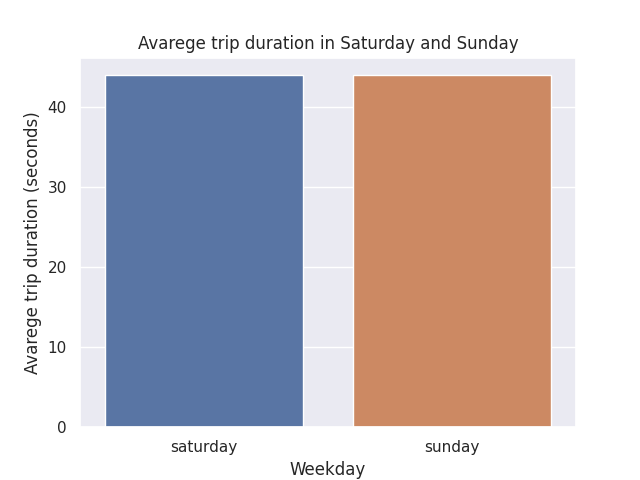 Avarege trip duration in Saturday and Sunday
Avarege trip duration (seconds)
40
30
20
10
0
saturday
sunday
Weekday